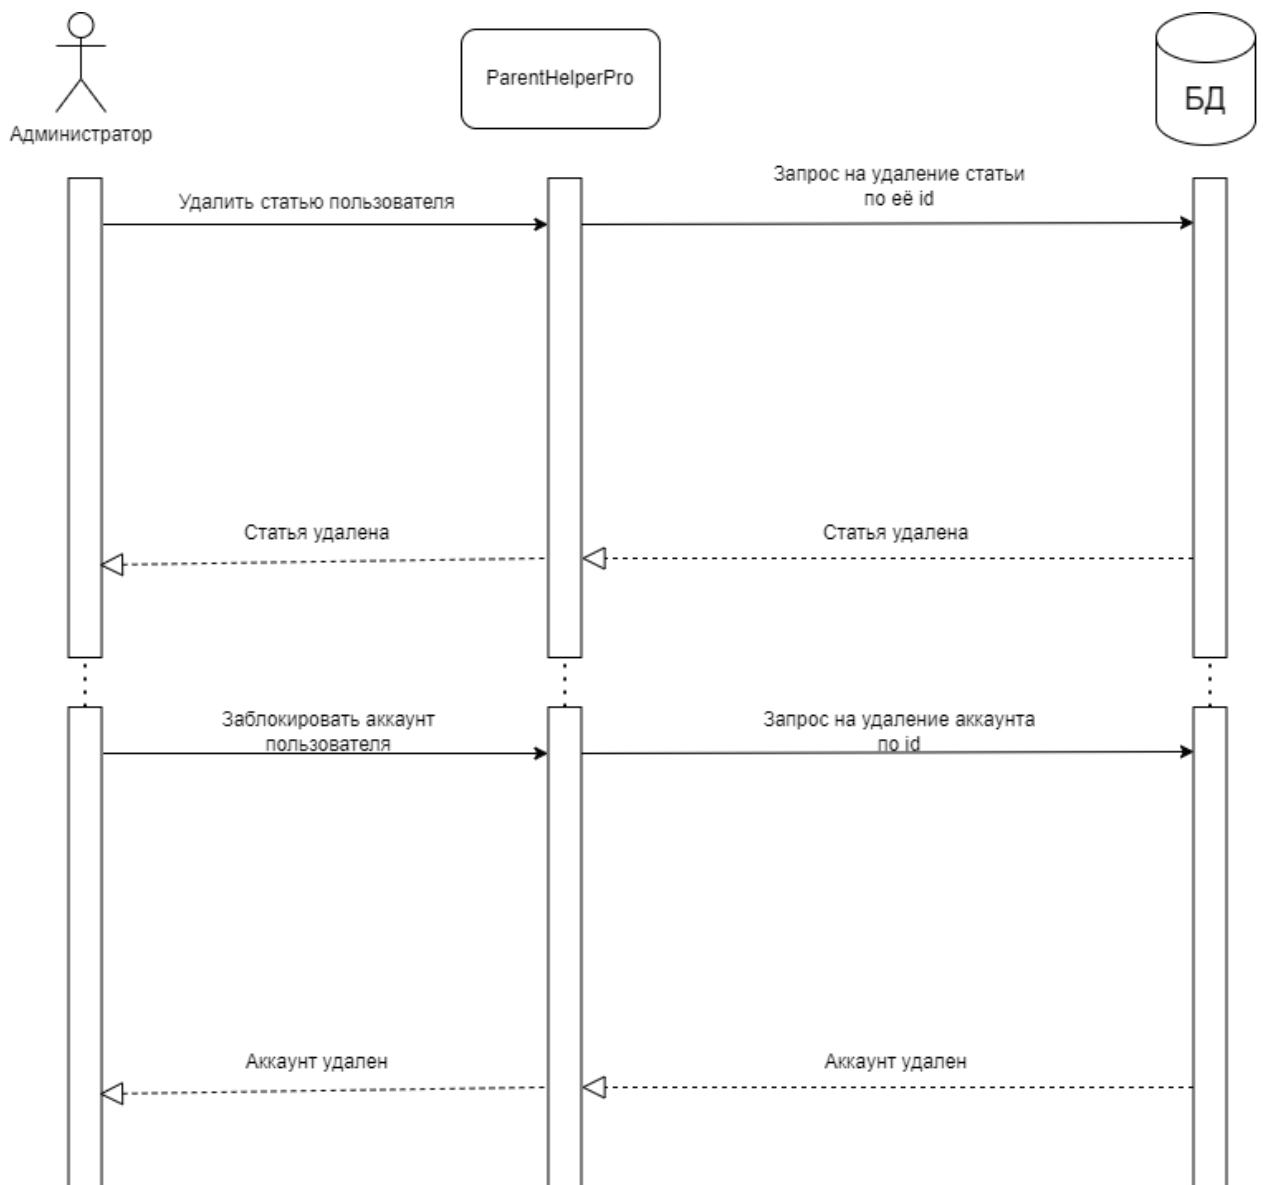 Администратор
ParentHelperPro
БД
Удалить статью пользователя
Запрос на удаление статьи
по её id
Статья удалена
Статья удалена
Заблокировать аккаунт
пользователя
Запрос на удаление аккаунта
по id
Аккаунт удален
Аккаунт удален